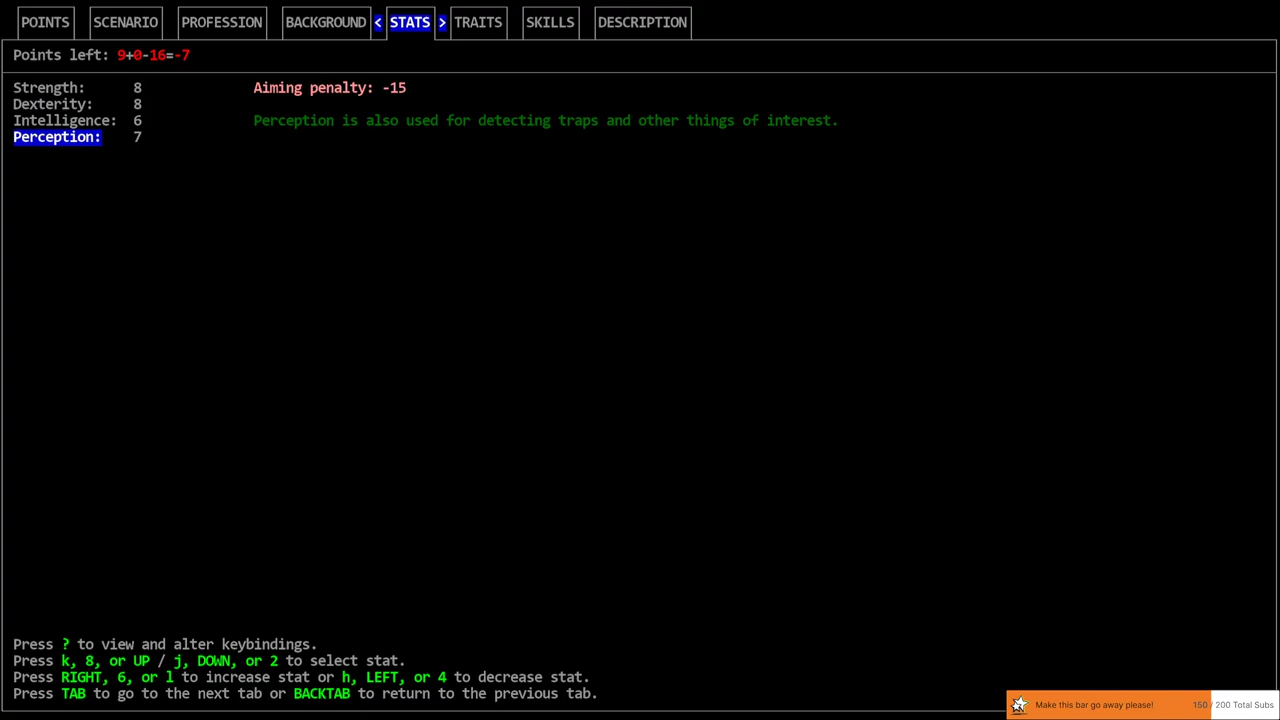 POINTS SCENARIO PROFESSION BACKGROUND < STATS > TRAITS SKILLS DESCRIPTION
Points left: 9+0-16=-7
Strength: 8 Aiming penalty: -15
Dexterity: 8
Intelligence: 6 Perception is also used for detecting traps and other things of interest.
Perception: 7
Press ? to view and alter keybindings.
Press k, 8, or UP / j, DOWN, or 2 to select stat.
Press RIGHT, 6, or l to increase stat or h, LEFT, or 4 to decrease stat.
Press TAB to go to the next tab or BACKTAB to return to the previous tab.
Make this bar go away please! 150 / 200 Total Subs